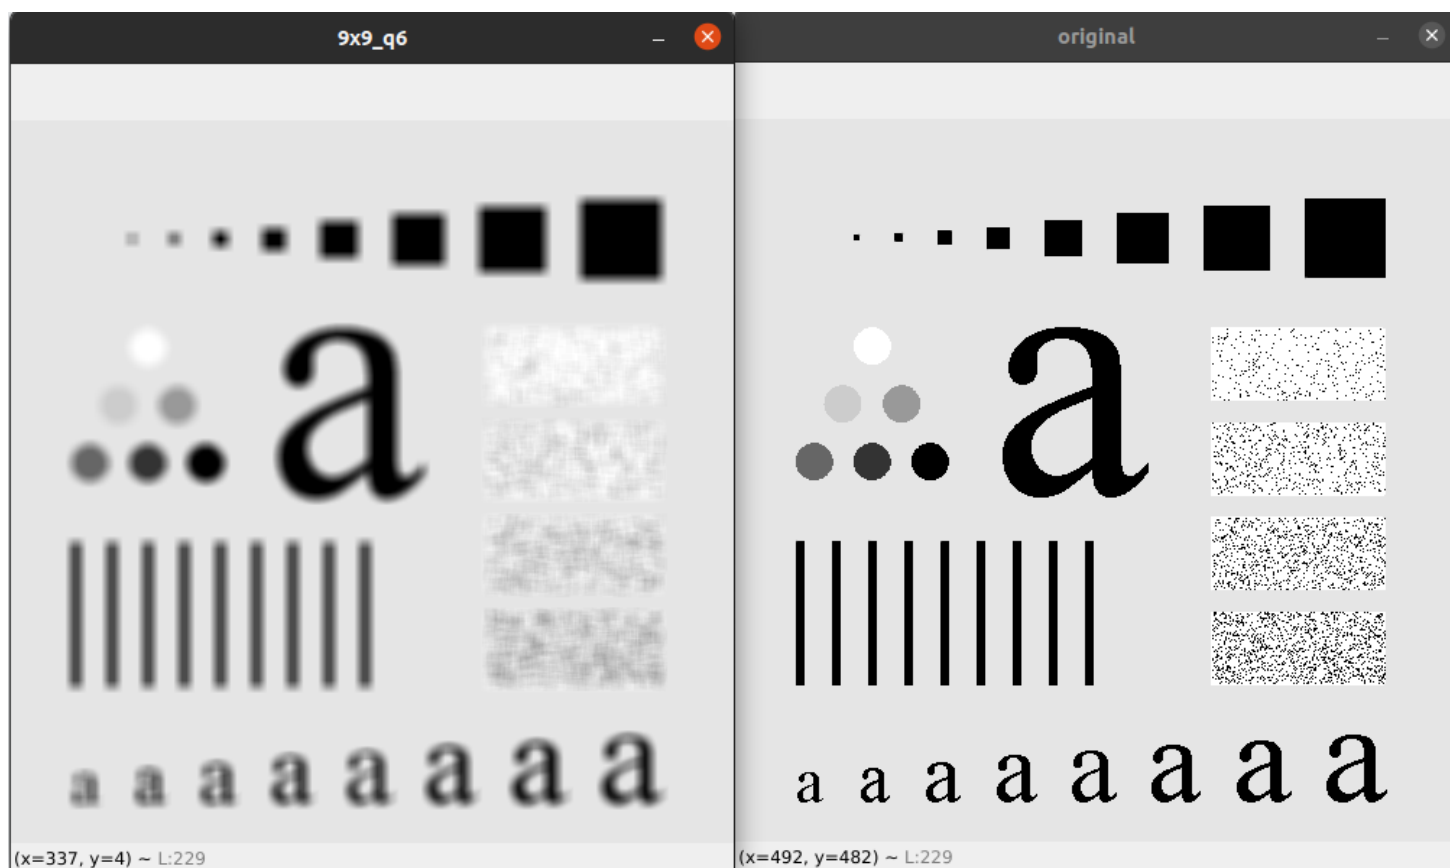 9x9_q6
original
a
a
a a a a a a a a
a a a a a a a a
(x=337, y=4) ~ L:229
(x=492, y=482) ~ L:229